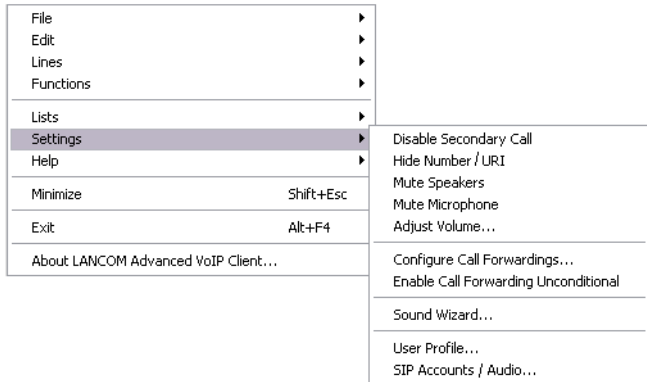 File
Edit
Lines
Functions
Lists
Settings
Help
Minimize Shift+Esc
Exit Alt+F4
About LANCOM Advanced VoIP Client...
Disable Secondary Call
Hide Number / URI
Mute Speakers
Mute Microphone
Adjust Volume...
Configure Call Forwardings...
Enable Call Forwarding Unconditional
Sound Wizard...
User Profile...
SIP Accounts / Audio...